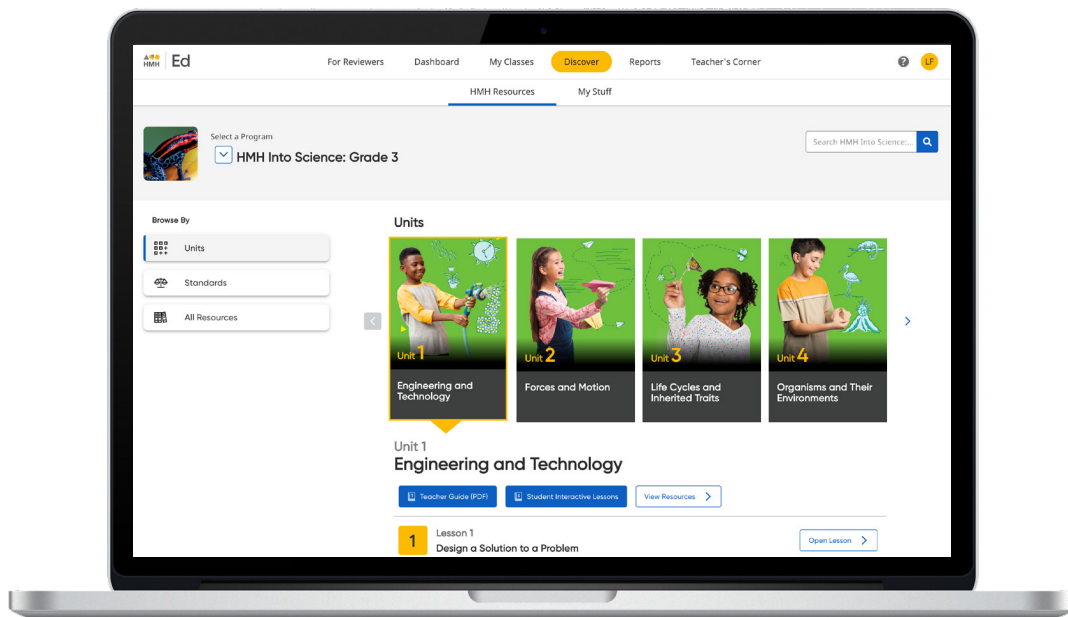 HMH Ed
For Reviewers Dashboard My Classes Discover Reports Teacher's Corner ? LF
HMH Resources My Stuff
Select a Program
HMH Into Science: Grade 3
Search HMH Into Science:...
Browse By
Units
Standards
All Resources
Units
Unit 1
Engineering and
Technology
Unit 2
Forces and Motion
Unit 3
Life Cycles and
Inherited Traits
Unit 4
Organisms and Their
Environments
Unit 1
Engineering and Technology
Teacher Guide (PDF) Student Interactive Lessons View Resources
1
Lesson 1
Design a Solution to a Problem
Open Lesson